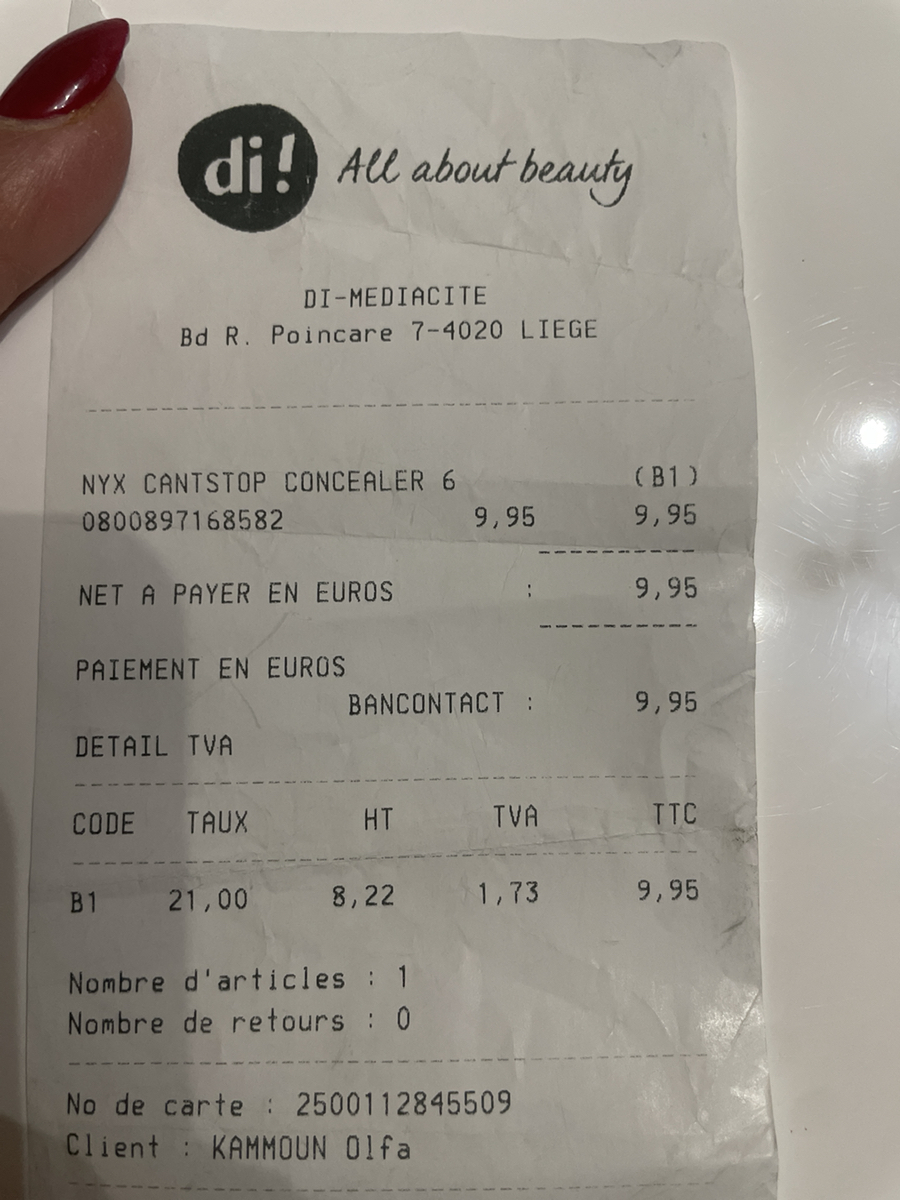 di! All about beauty
DI-MEDIACITE
Bd R. Poincare 7-4020 LIEGE
NYX CANTSTOP CONCEALER 6 (B1)
0800897168582 9,95 9,95
NET A PAYER EN EUROS : 9,95
PAIEMENT EN EUROS
BANCONTACT : 9,95
DETAIL TVA
CODE TAUX HT TVA TTC
B1 21,00 8,22 1,73 9,95
Nombre d'articles : 1
Nombre de retours : 0
No de carte : 2500112845509
Client : KAMMOUN Olfa